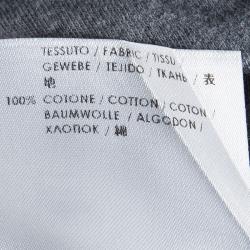 TESSUTO / FABRIC / TISSU /
GEWEBE / TEJIDO / ТКАНЬ / 表
地
100% COTONE / COTTON / COTON /
BAUMWOLLE / ALGODON /
ХЛОПОК / 綿